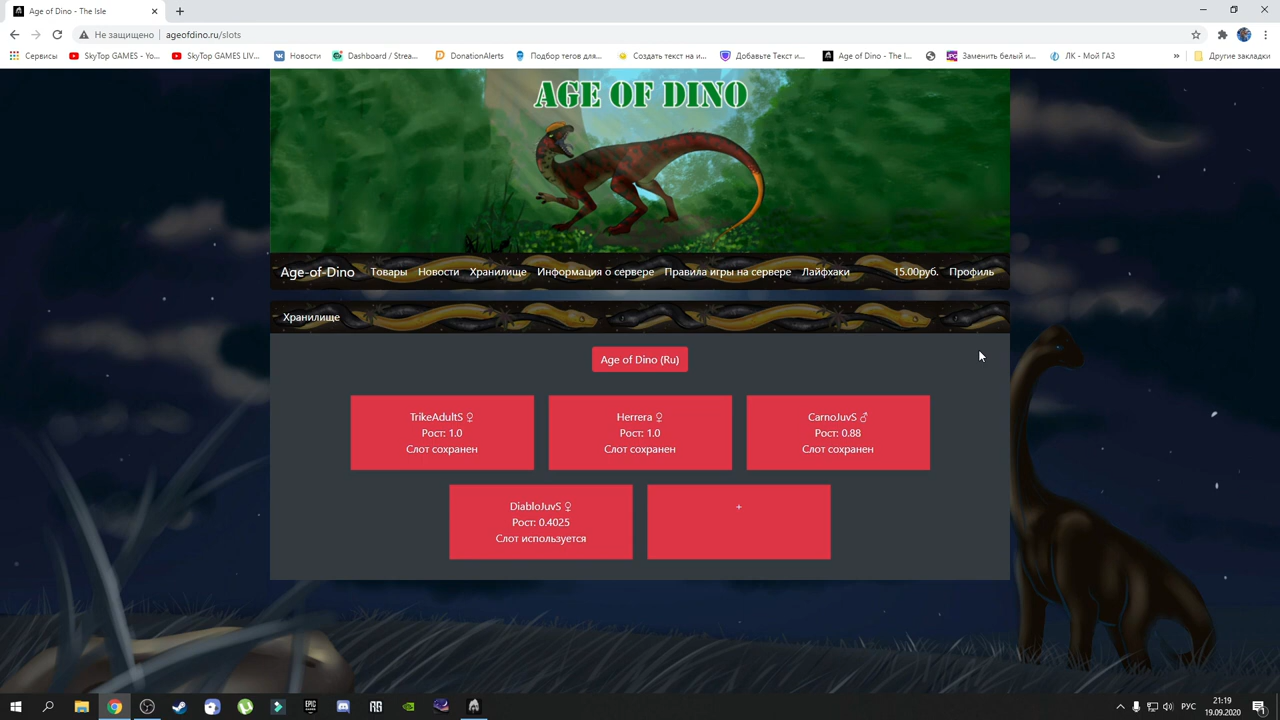 Age of Dino - The Isle
Не защищено
ageofdino.ru/slots
Сервисы
SkyTop GAMES - Yo...
SkyTop GAMES LIV...
Новости
Dashboard / Strea...
DonationAlerts
Подбор тегов для...
Создать текст на и...
Добавьте Текст и...
Age of Dino - The I...
Заменить белый и...
ЛК - Мой ГАЗ
»
Другие закладки
AGE OF DINO
Age-of-Dino
Товары
Новости
Хранилище
Информация о сервере
Правила игры на сервере
Лайфхаки
15.00руб.
Профиль
Хранилище
Age of Dino (Ru)
TrikeAdultS ♀
Рост: 1.0
Слот сохранен
Herrera ♀
Рост: 1.0
Слот сохранен
CarnoJuvS ♂
Рост: 0.88
Слот сохранен
DiabloJuvS ♀
Рост: 0.4025
Слот используется
+
EPIC GAMES
РУС
21:19
19.09.2020